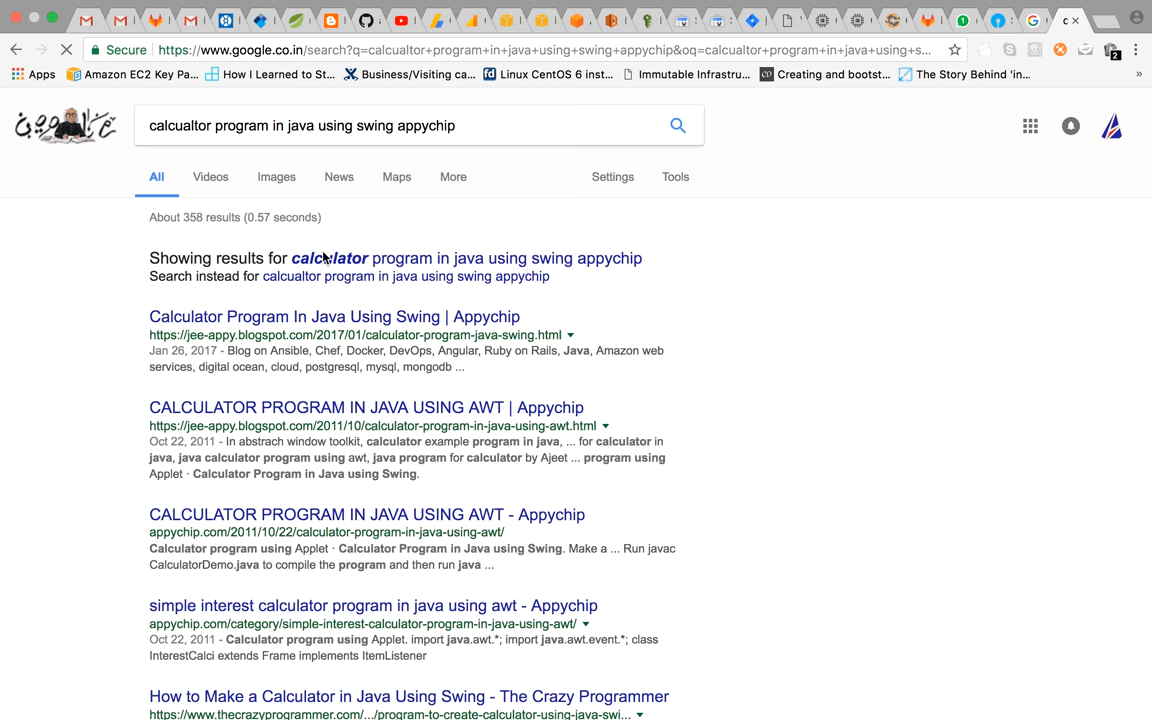 Secure
https://www.google.co.in/search?q=calcualtor+program+in+java+using+swing+appychip&oq=calcualtor+program+in+java+using+s...
2
Apps
Amazon EC2 Key Pa...
How I Learned to St...
Business/Visiting ca...
Linux CentOS 6 inst...
Immutable Infrastru...
Creating and bootst...
The Story Behind 'in...
»
calcualtor program in java using swing appychip
All
Videos
Images
News
Maps
More
Settings
Tools
About 358 results (0.57 seconds)
Showing results for calculator program in java using swing appychip
Search instead for calcualtor program in java using swing appychip
Calculator Program In Java Using Swing | Appychip
https://jee-appy.blogspot.com/2017/01/calculator-program-java-swing.html
Jan 26, 2017 - Blog on Ansible, Chef, Docker, DevOps, Angular, Ruby on Rails, Java, Amazon web
services, digital ocean, cloud, postgresql, mysql, mongodb ...
CALCULATOR PROGRAM IN JAVA USING AWT | Appychip
https://jee-appy.blogspot.com/2011/10/calculator-program-in-java-using-awt.html
Oct 22, 2011 - In abstrach window toolkit, calculator example program in java, ... for calculator in
java, java calculator program using awt, java program for calculator by Ajeet ... program using
Applet · Calculator Program in Java using Swing.
CALCULATOR PROGRAM IN JAVA USING AWT - Appychip
appychip.com/2011/10/22/calculator-program-in-java-using-awt/
Calculator program using Applet · Calculator Program in Java using Swing. Make a ... Run javac
CalculatorDemo.java to compile the program and then run java ...
simple interest calculator program in java using awt - Appychip
appychip.com/category/simple-interest-calculator-program-in-java-using-awt/
Oct 22, 2011 - Calculator program using Applet. import java.awt.*; import java.awt.event.*; class
InterestCalci extends Frame implements ItemListener
How to Make a Calculator in Java Using Swing - The Crazy Programmer
https://www.thecrazyprogrammer.com/.../program-to-create-calculator-using-java-swi...